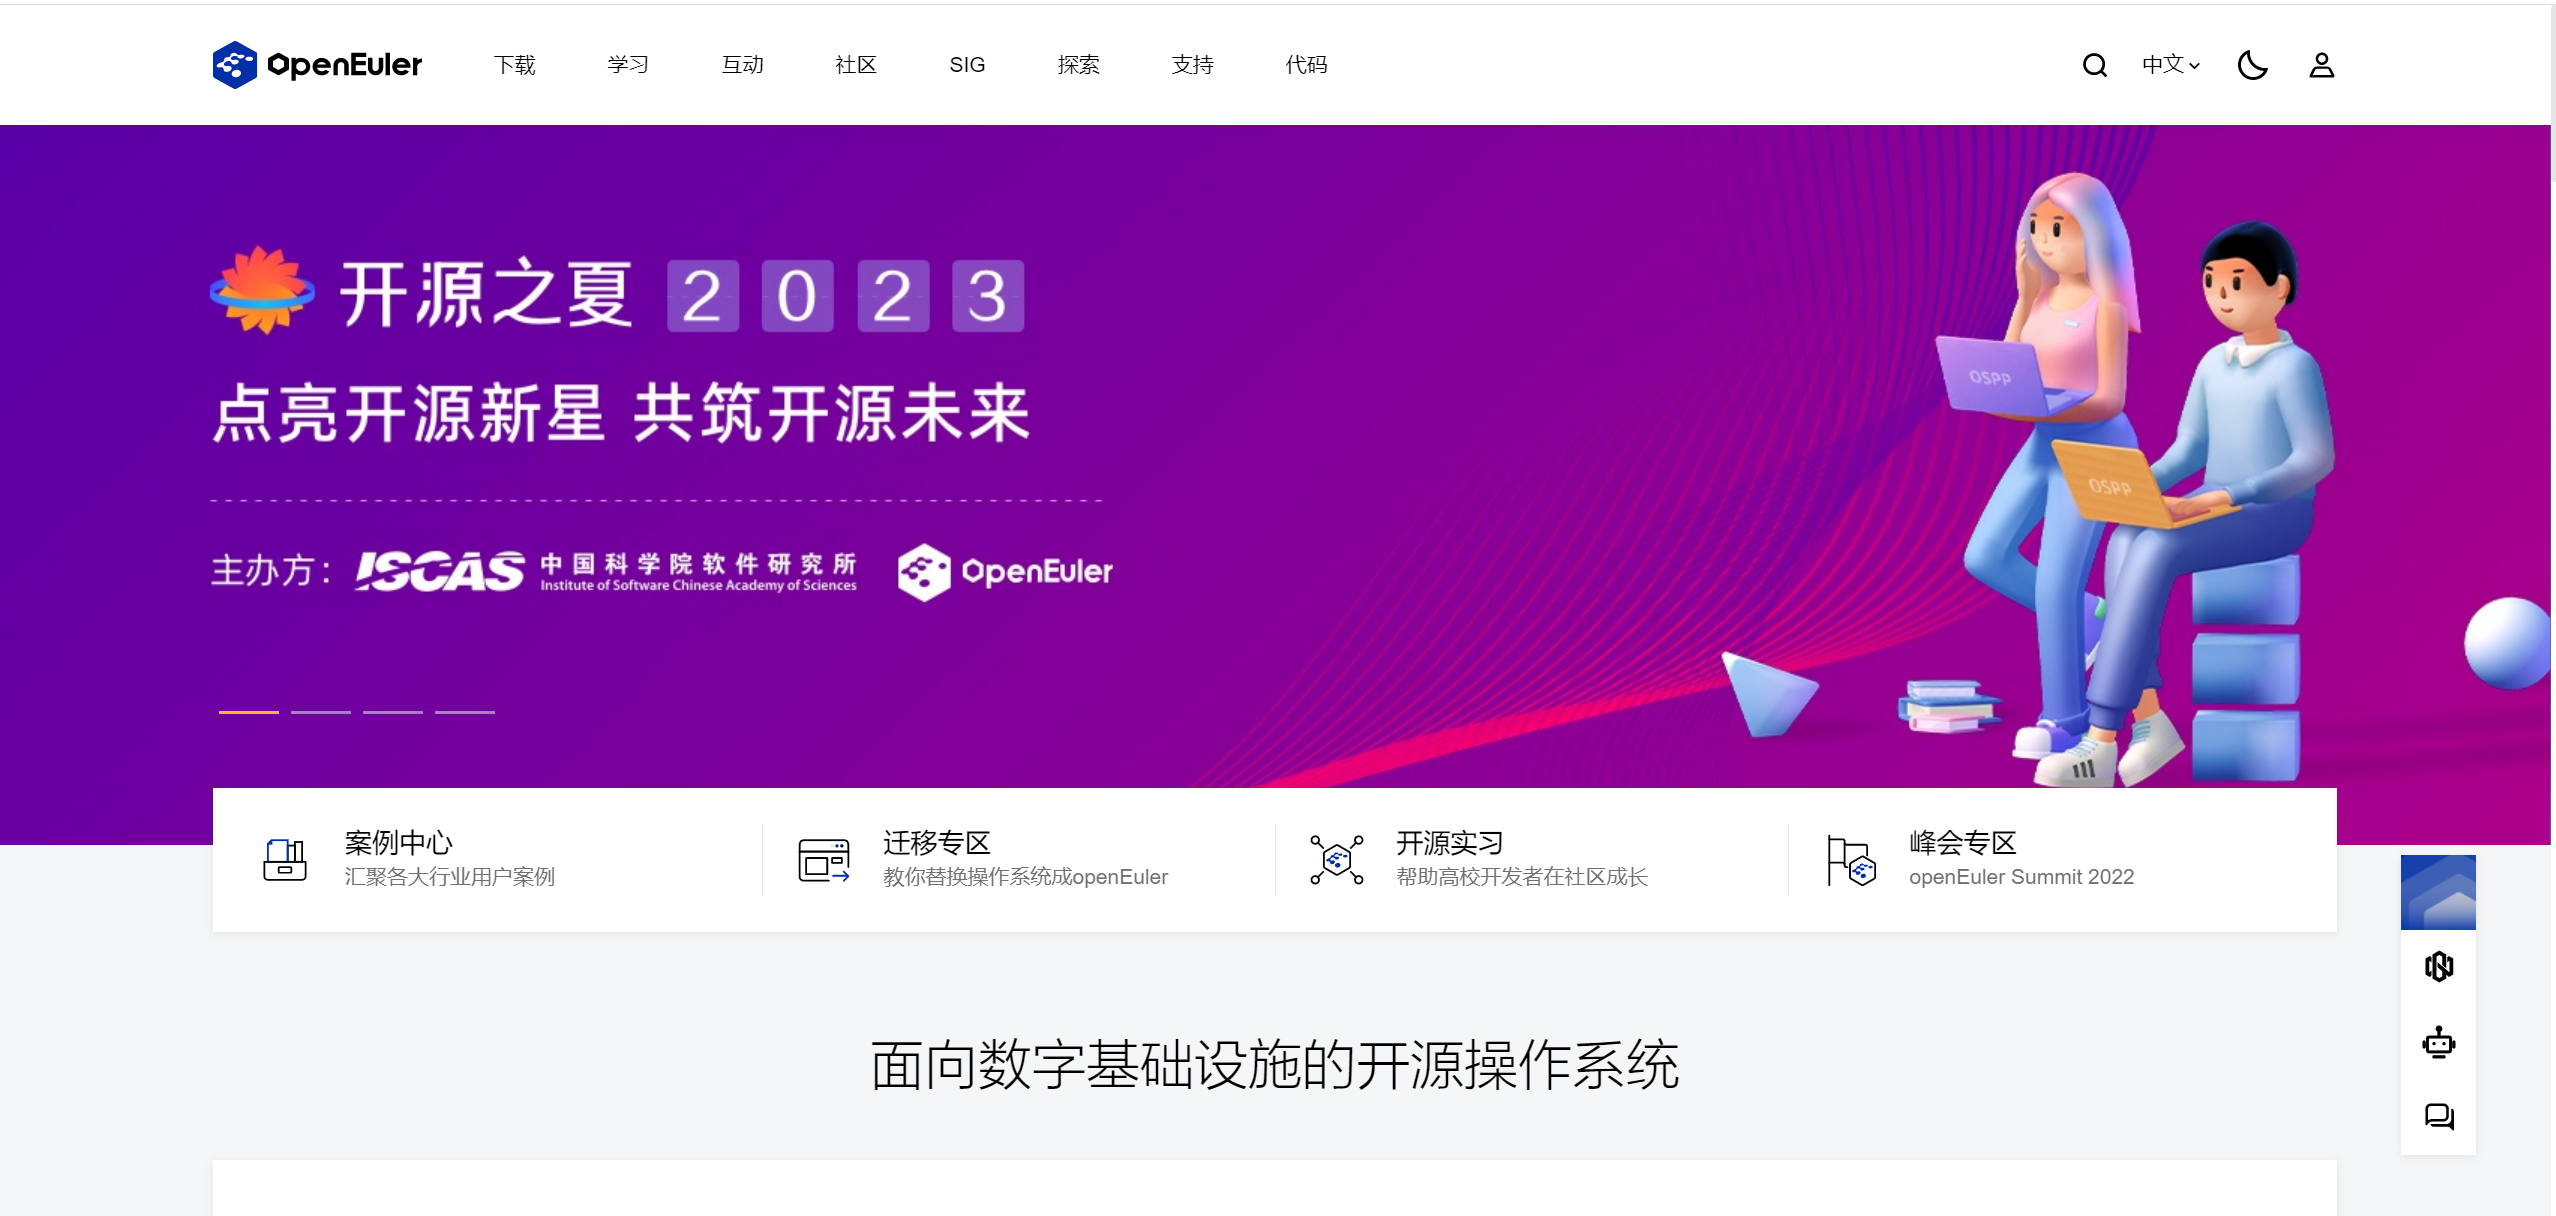 OpenEuler 下载 学习 互动 社区 SIG 探索 支持 代码 中文
开源之夏 2023
点亮开源新星 共筑开源未来
主办方： ISCAS 中国科学院软件研究所 OpenEuler
Institute of Software Chinese Academy of Sciences
OSPP
OSPP
案例中心
汇聚各大行业用户案例
迁移专区
教你替换操作系统成openEuler
开源实习
帮助高校开发者在社区成长
峰会专区
openEuler Summit 2022
面向数字基础设施的开源操作系统